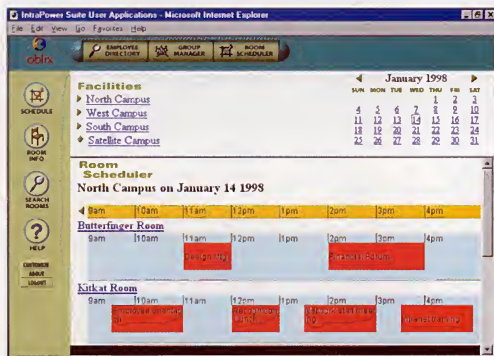 IntraPower Suite User Applications - Microsoft Internet Explorer
File Edit View Go Favorites Help
oblix
EMPLOYEE DIRECTORY
GROUP MANAGER
ROOM SCHEDULER
SCHEDULE
ROOM INFO
SEARCH ROOMS
HELP
CUSTOMIZE
ABOUT
LOGOUT
Facilities
North Campus
West Campus
South Campus
Satellite Campus
January 1998
SUN MON TUE WED THU FRI SAT
1 2 3
4 5 6 7 8 9 10
11 12 13 14 15 16 17
18 19 20 21 22 23 24
25 26 27 28 29 30 31
Room
Scheduler
North Campus on January 14 1998
9am 10am 11am 12pm 1pm 2pm 3pm 4pm
Butterfinger Room
9am 10am 11am 12pm 1pm 2pm 3pm 4pm
Design mtg
Financial Forum
Kitkat Room
9am 10am 11am 12pm 1pm 2pm 3pm 4pm